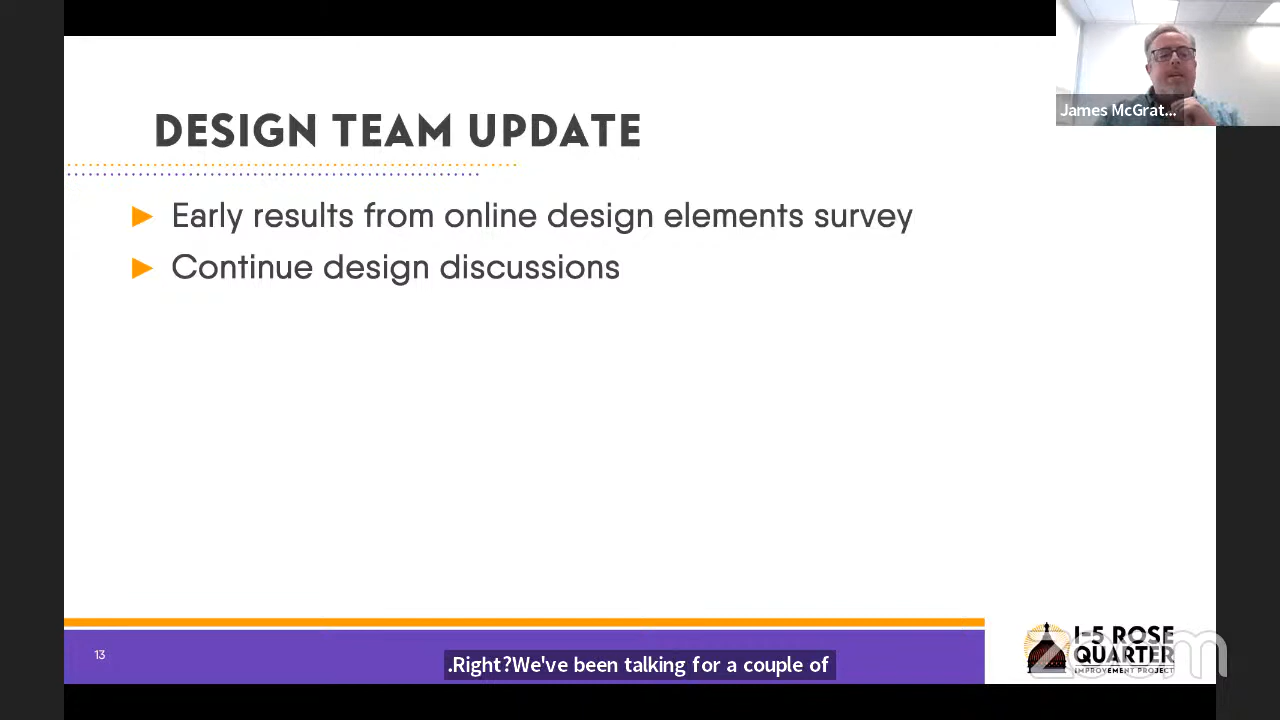 DESIGN TEAM UPDATE
James McGrat...
Early results from online design elements survey
Continue design discussions
13
.Right?We've been talking for a couple of
I-5 ROSE
QUARTER
IMPROVEMENT PROJECT
zoom